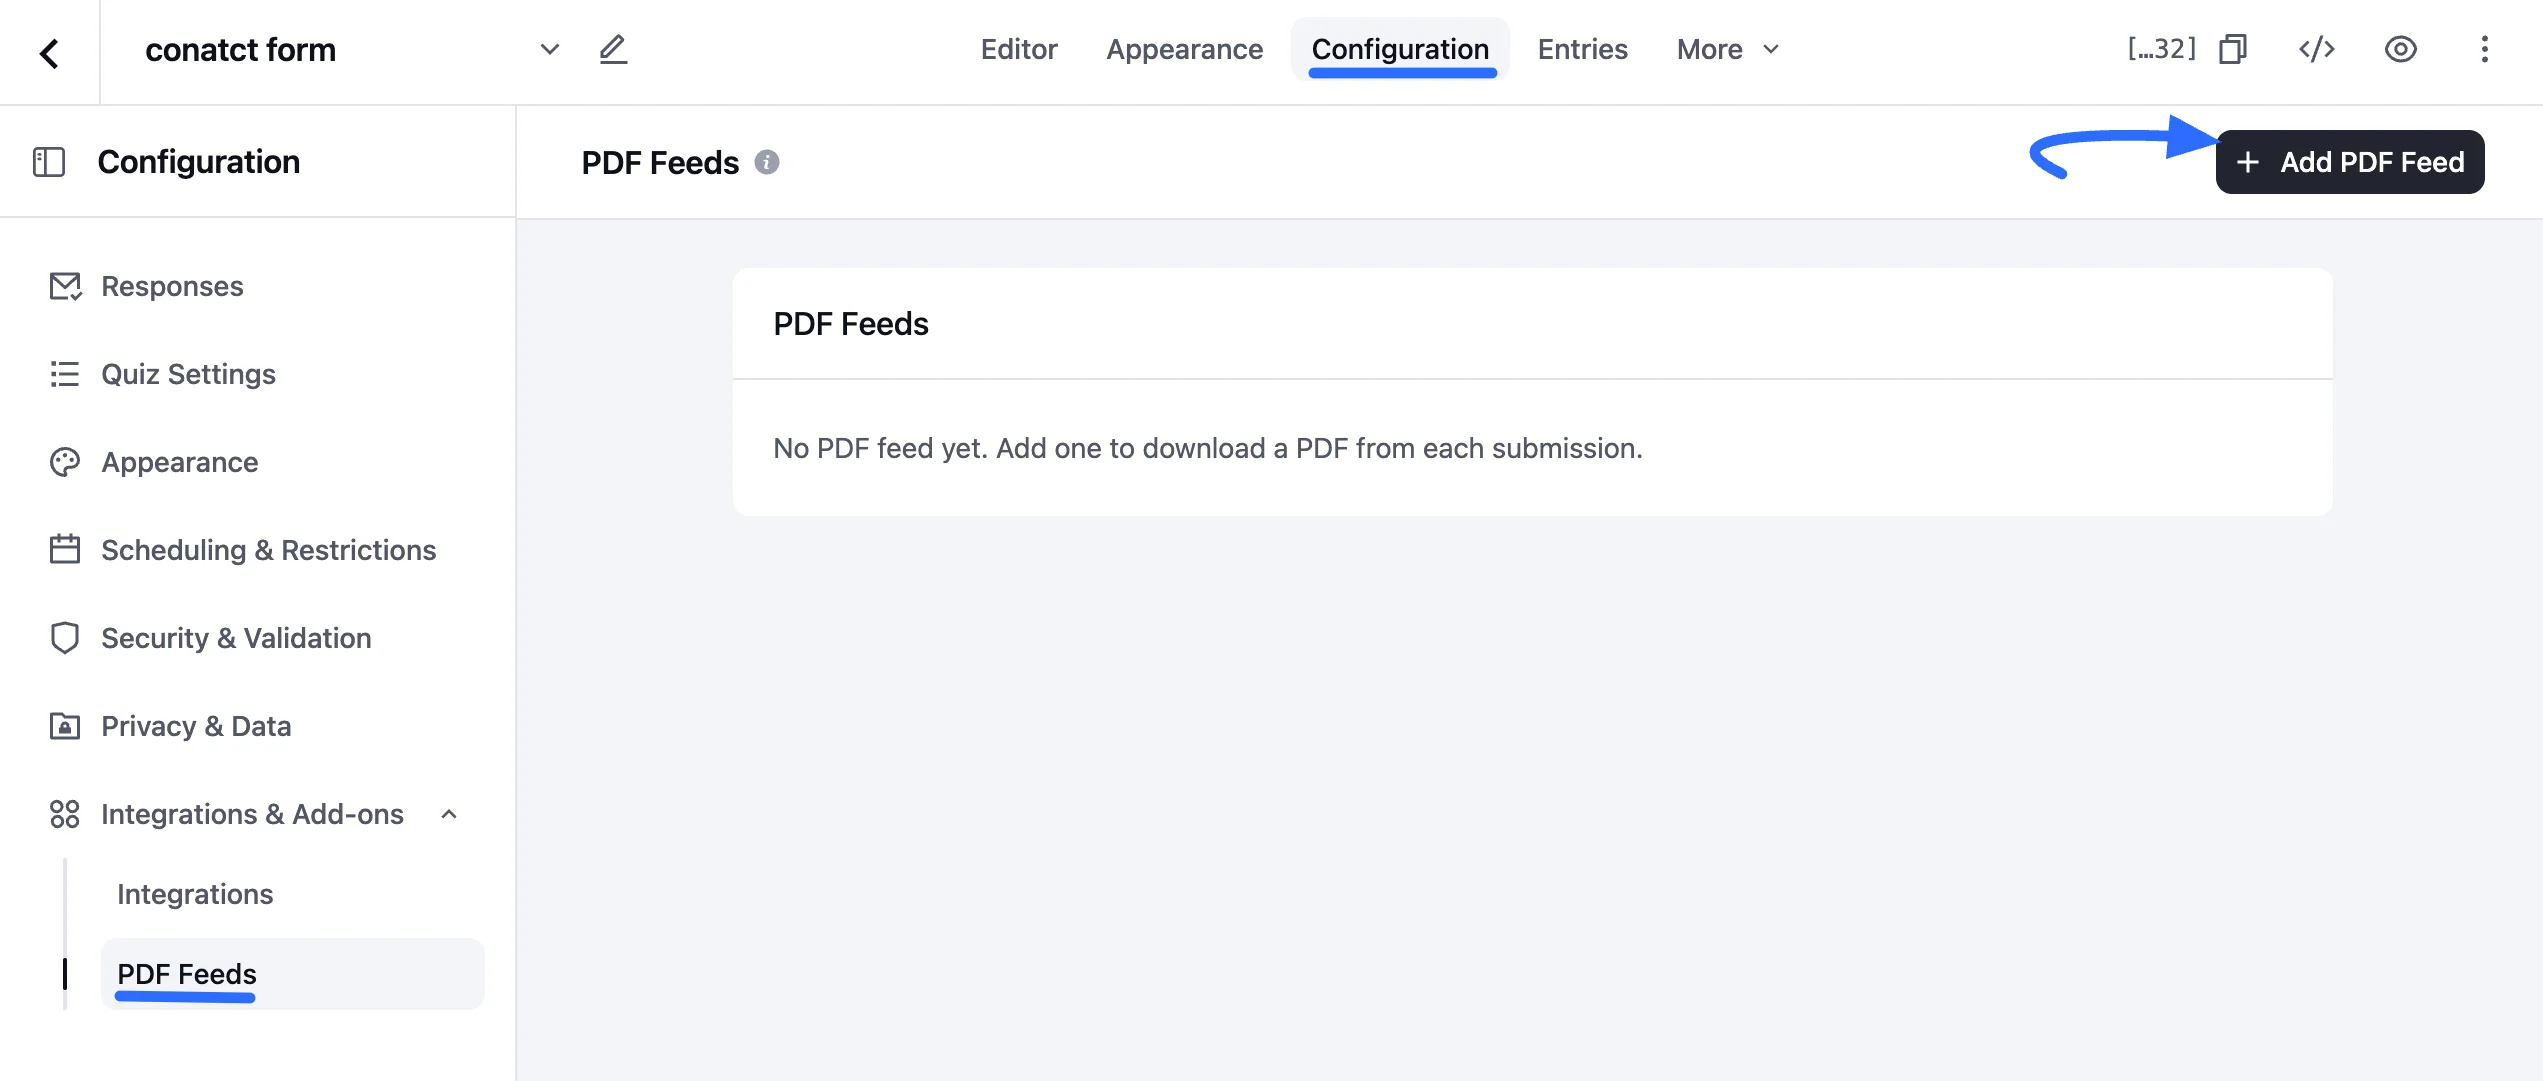 conatct form
Editor
Appearance
Configuration
Entries
More
[...32]
Configuration
PDF Feeds
Add PDF Feed
Responses
Quiz Settings
Appearance
Scheduling & Restrictions
Security & Validation
Privacy & Data
Integrations & Add-ons
Integrations
PDF Feeds
PDF Feeds
No PDF feed yet. Add one to download a PDF from each submission.